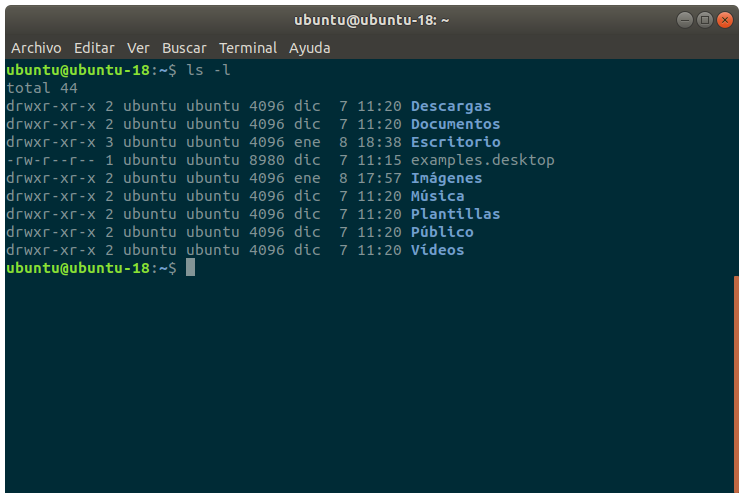 ubuntu@ubuntu-18: ~
Archivo Editar Ver Buscar Terminal Ayuda
ubuntu@ubuntu-18:~$ ls -l
total 44
drwxr-xr-x 2 ubuntu ubuntu 4096 dic  7 11:20 Descargas
drwxr-xr-x 2 ubuntu ubuntu 4096 dic  7 11:20 Documentos
drwxr-xr-x 3 ubuntu ubuntu 4096 ene  8 18:38 Escritorio
-rw-r--r-- 1 ubuntu ubuntu 8980 dic  7 11:15 examples.desktop
drwxr-xr-x 2 ubuntu ubuntu 4096 ene  8 17:57 Imágenes
drwxr-xr-x 2 ubuntu ubuntu 4096 dic  7 11:20 Música
drwxr-xr-x 2 ubuntu ubuntu 4096 dic  7 11:20 Plantillas
drwxr-xr-x 2 ubuntu ubuntu 4096 dic  7 11:20 Público
drwxr-xr-x 2 ubuntu ubuntu 4096 dic  7 11:20 Vídeos
ubuntu@ubuntu-18:~$